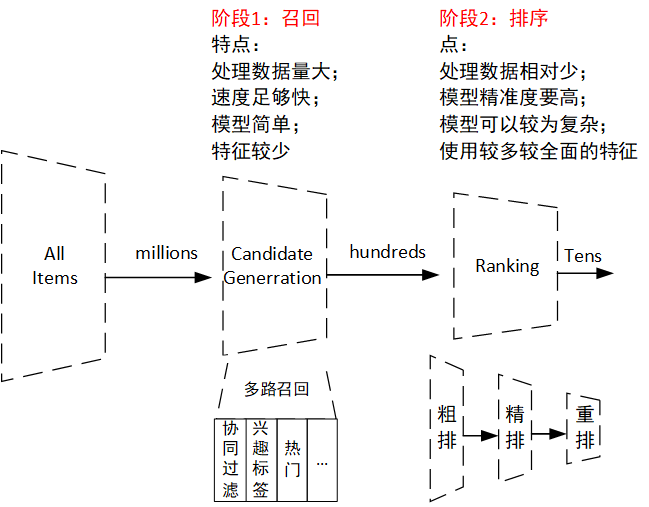 阶段1：召回
特点：
处理数据量大；
速度足够快；
模型简单；
特征较少
阶段2：排序
点：
处理数据相对少；
模型精准度要高；
模型可以较为复杂；
使用较多较全面的特征
All
Items
millions
Candidate
Generration
hundreds
Ranking
Tens
多路召回
协同过滤
兴趣标签
热门
...
粗排
精排
重排